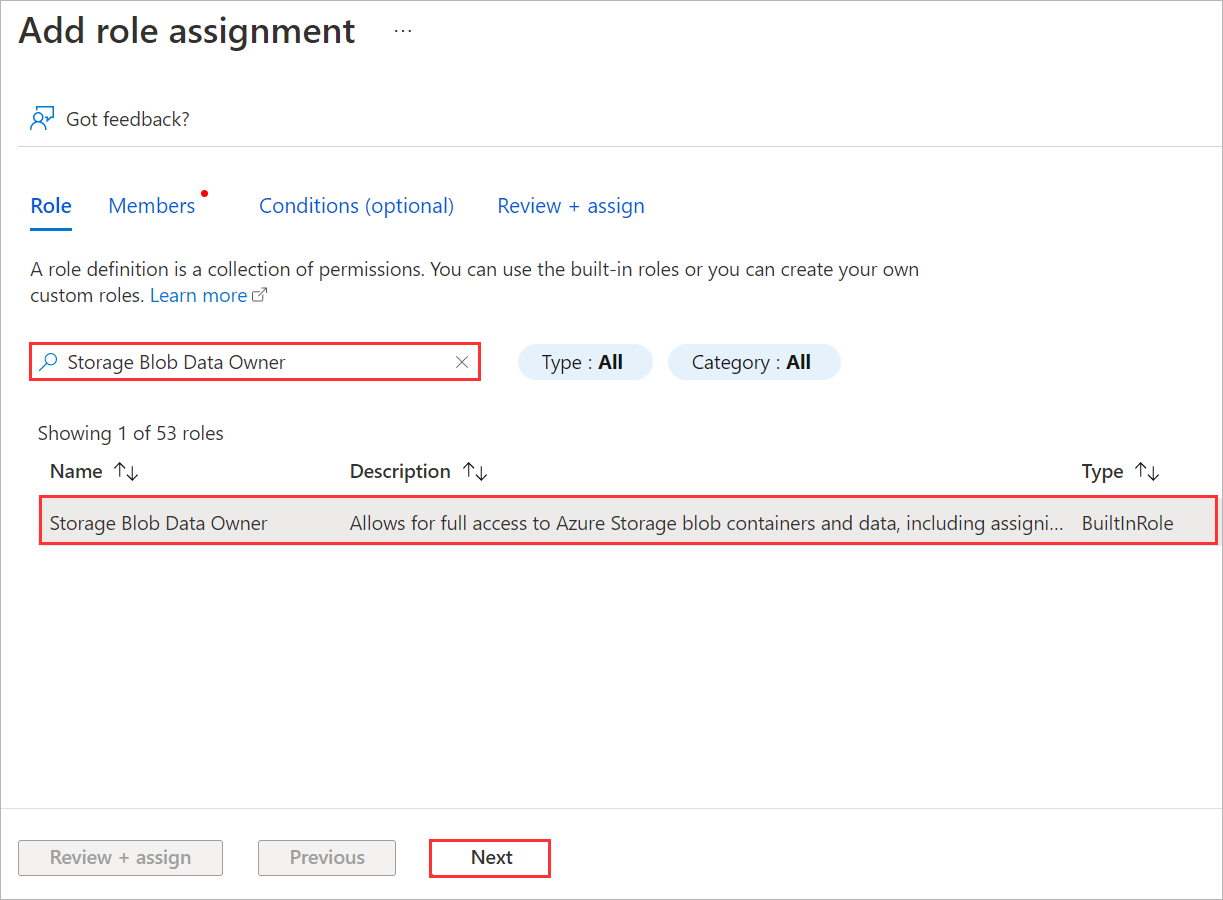 Add role assignment ...
Got feedback?
Role Members Conditions (optional) Review + assign
A role definition is a collection of permissions. You can use the built-in roles or you can create your own
custom roles. Learn more
Storage Blob Data Owner Type : All Category : All
Showing 1 of 53 roles
Name Description Type
Storage Blob Data Owner Allows for full access to Azure Storage blob containers and data, including assigni... BuiltInRole
Review + assign Previous Next